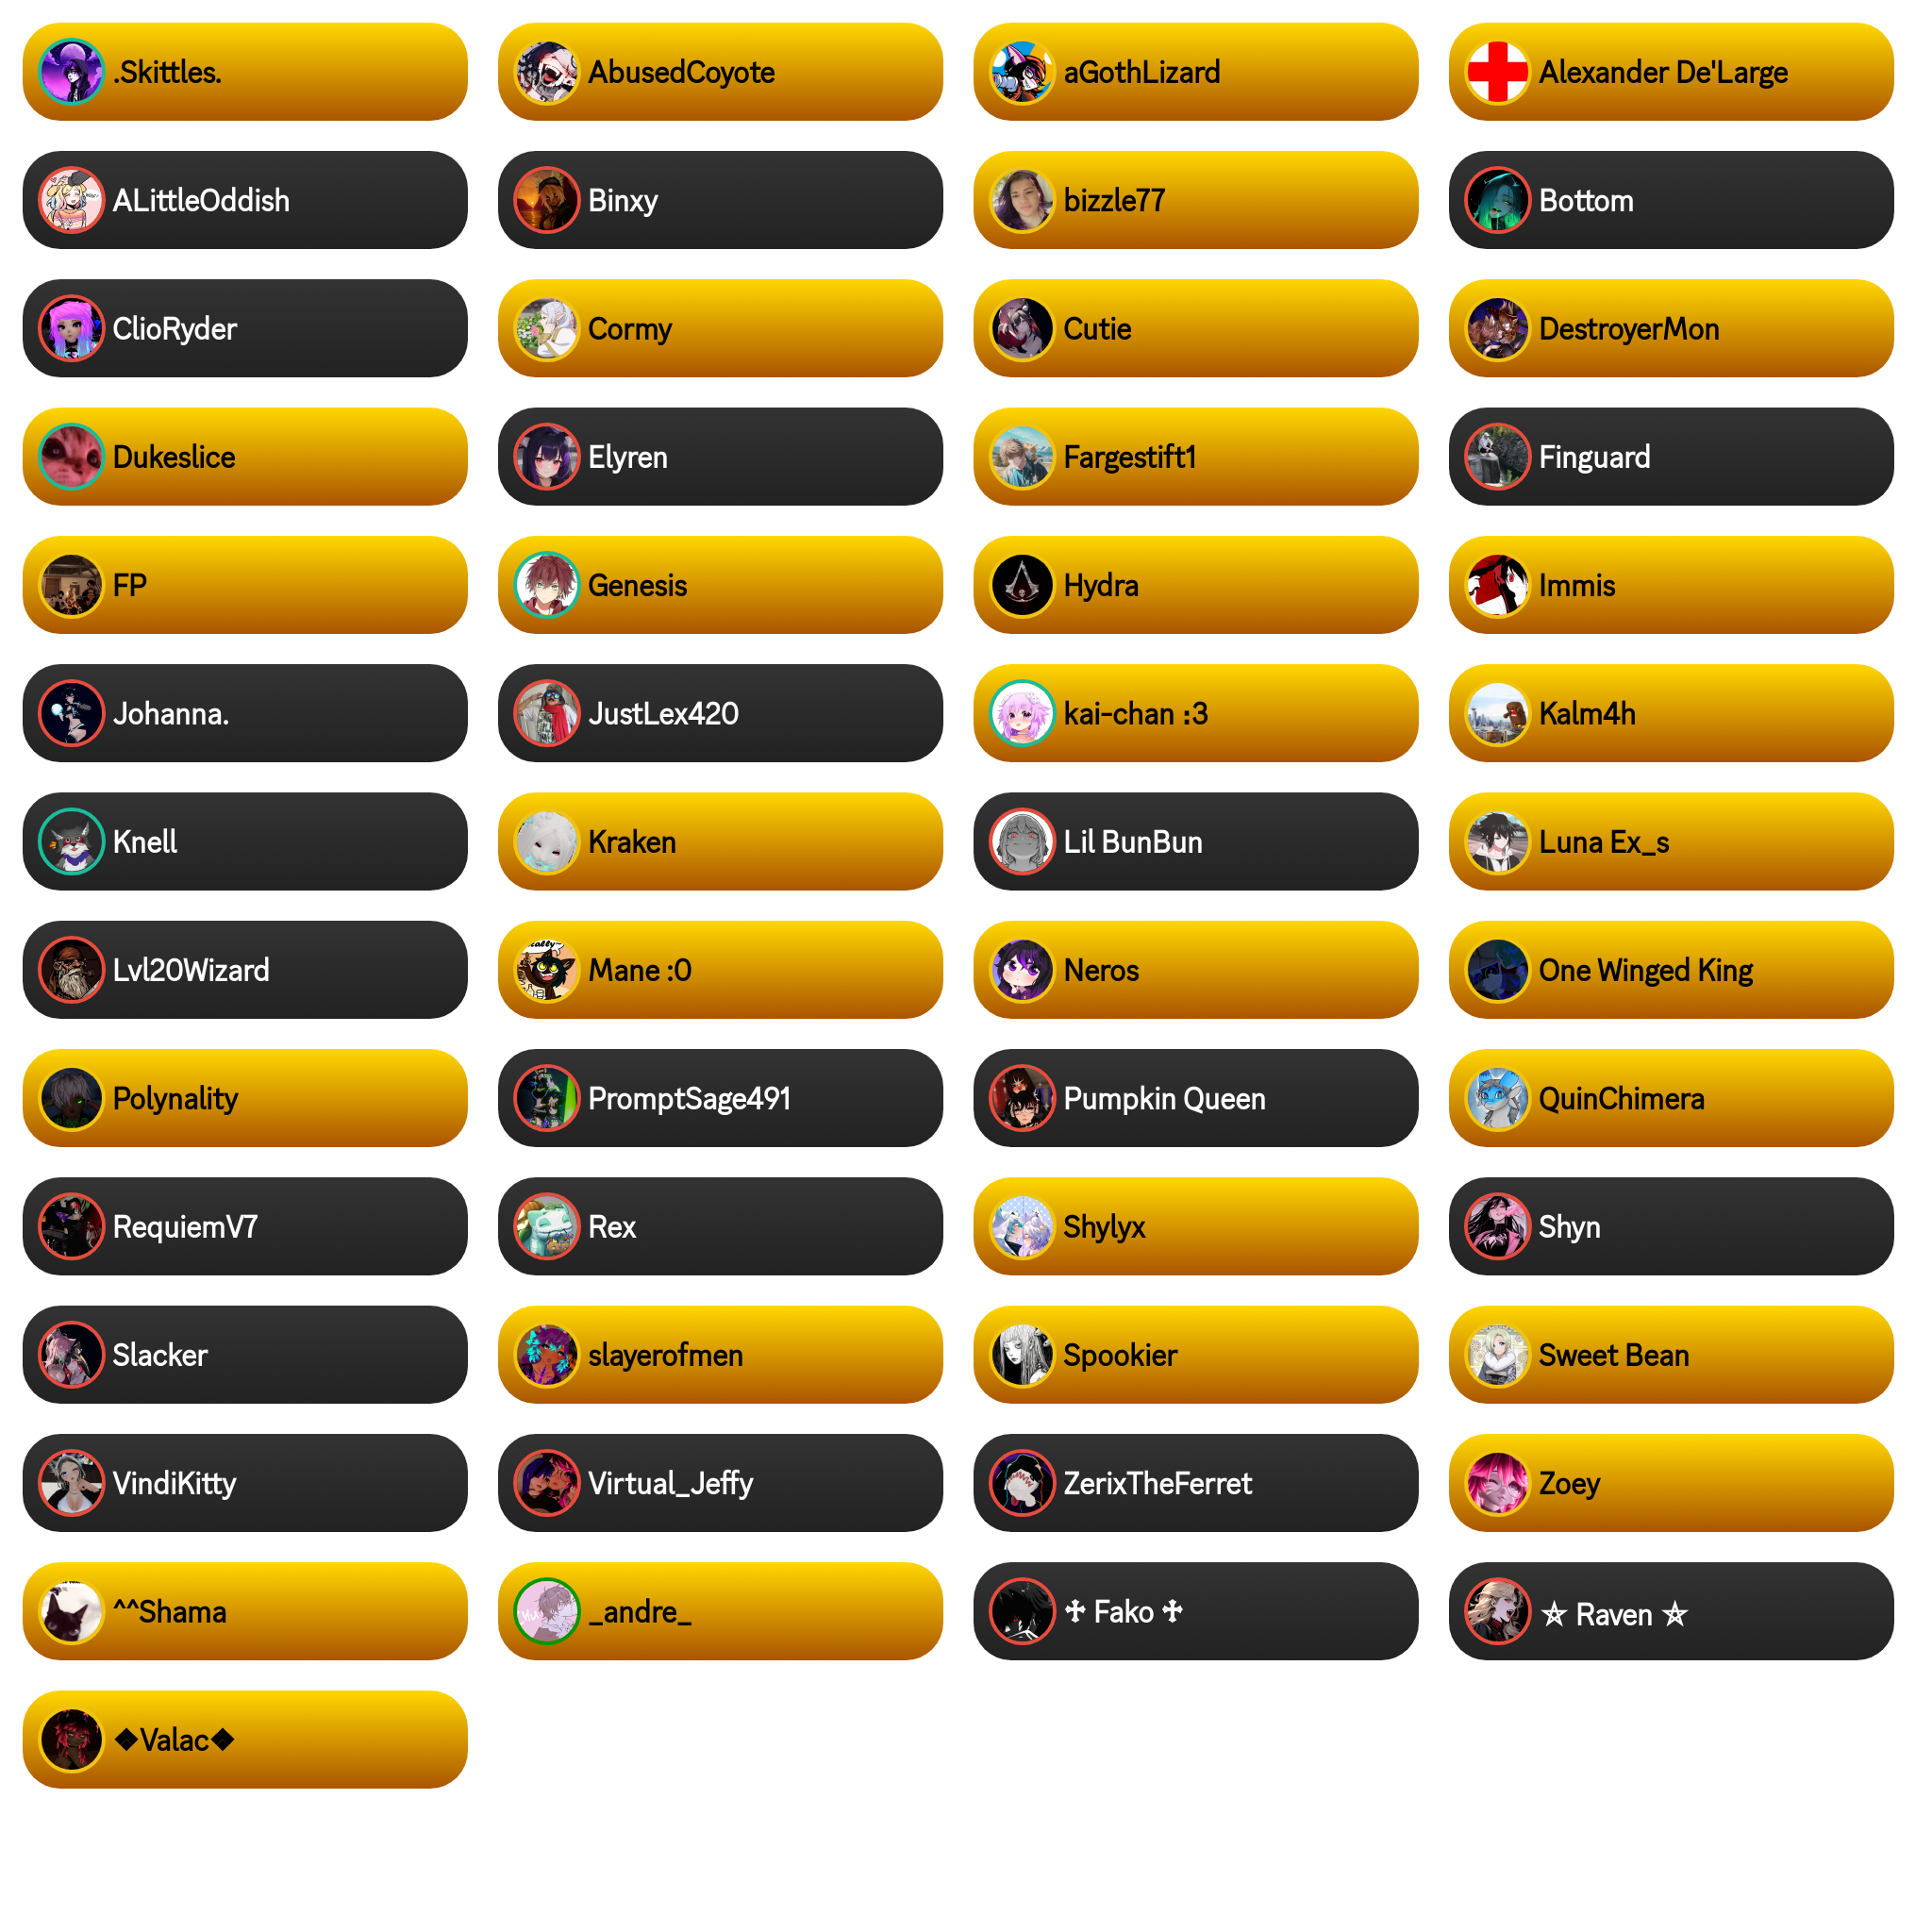 .Skittles.
AbusedCoyote
aGothLizard
Alexander De'Large
ALittleOddish
Binxy
bizzle77
Bottom
ClioRyder
Cormy
Cutie
DestroyerMon
Dukeslice
Elyren
Fargestift1
Finguard
FP
Genesis
Hydra
Immis
Johanna.
JustLex420
kai-chan :3
Kalm4h
Knell
Kraken
Lil BunBun
Luna Ex_s
Lvl20Wizard
Mane :0
Neros
One Winged King
Polynality
PromptSage491
Pumpkin Queen
QuinChimera
RequiemV7
Rex
Shylyx
Shyn
Slacker
slayerofmen
Spookier
Sweet Bean
VindiKitty
Virtual_Jeffy
ZerixTheFerret
Zoey
^^Shama
_andre_
♱ Fako ♱
⛥ Raven ⛥
❖Valac❖